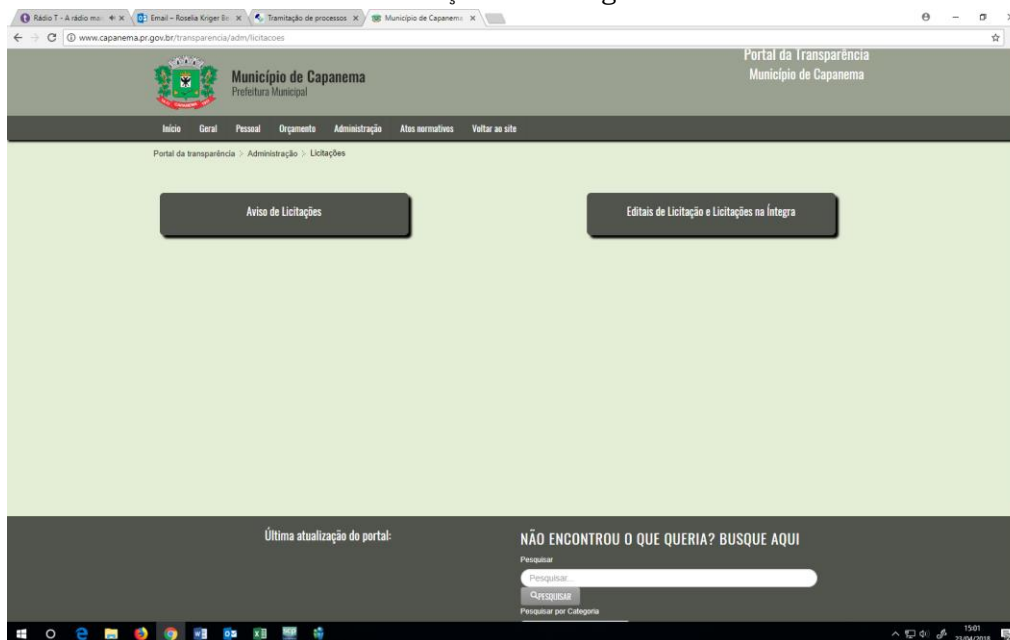 Rádio T - A rádio ma
Email – Roselia Kriger Be
Tramitação de processos
Município de Capanema
www.capanema.pr.gov.br/transparencia/adm/licitacoes
Portal da Transparência
Município de Capanema
Município de Capanema
Prefeitura Municipal
Início Geral Pessoal Orçamento Administração Atos normativos Voltar ao site
Portal da transparência > Administração > Licitações
Aviso de Licitações
Editais de Licitação e Licitações na Íntegra
Última atualização do portal:
NÃO ENCONTROU O QUE QUERIA? BUSQUE AQUI
Pesquisar
Pesquisar...
PESQUISAR
Pesquisar por Categoria
15:01
23/04/2018